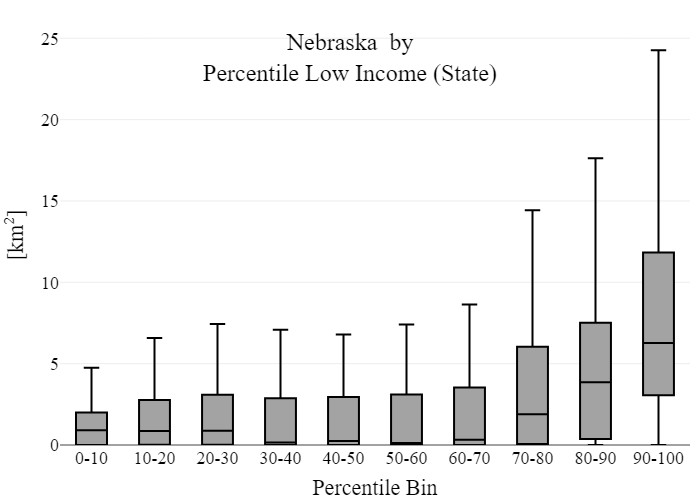 Nebraska by
Percentile Low Income (State)
25
20
15
10
5
0
[km²]
0-10 10-20 20-30 30-40 40-50 50-60 60-70 70-80 80-90 90-100
Percentile Bin